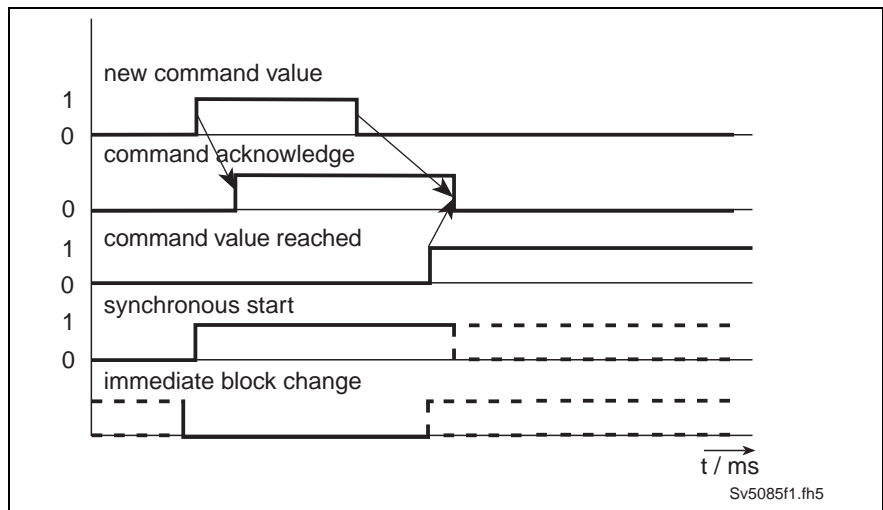 new command value
1
0
command acknowledge
0
command value reached
1
0
synchronous start
1
0
immediate block change
t / ms
Sv5085f1.fh5